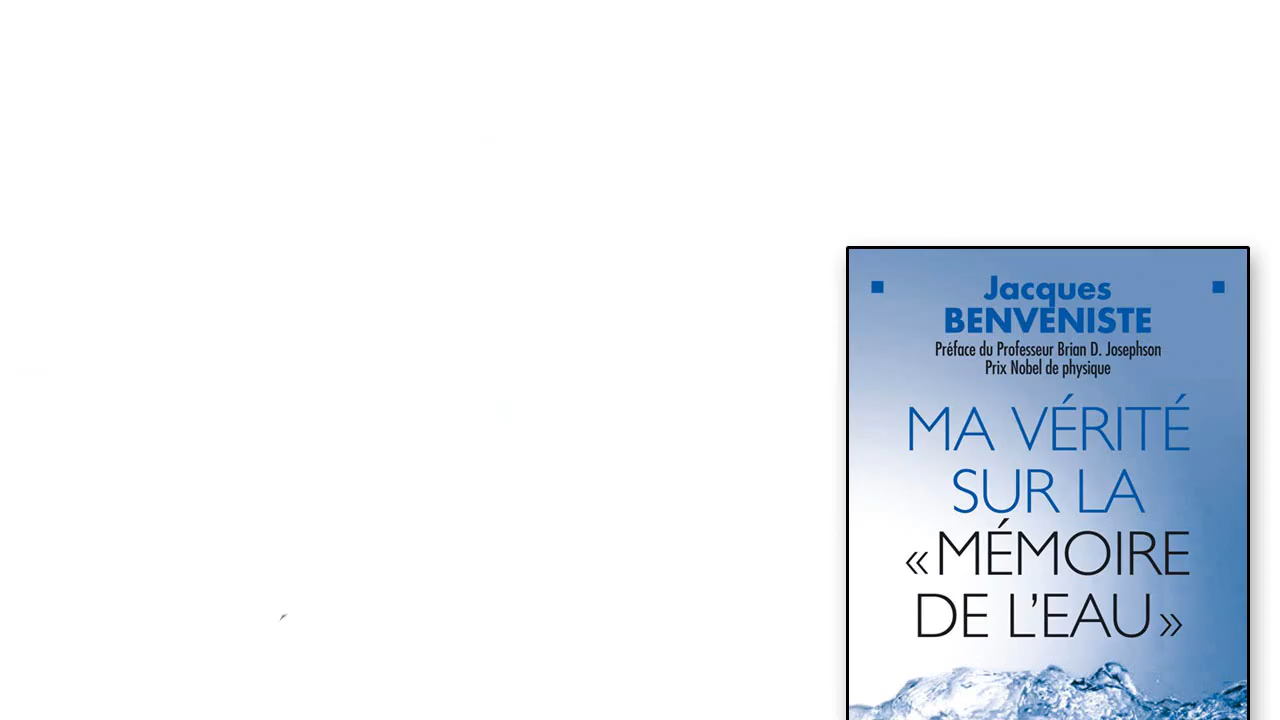 Jacques
BENVENISTE
Préface du Professeur Brian D. Josephson
Prix Nobel de physique
MA VÉRITÉ
SUR LA
« MÉMOIRE
DE L'EAU »